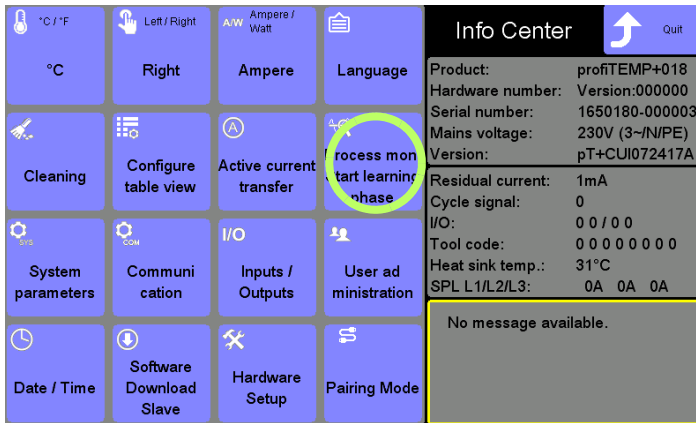 °C / °F
Left / Right
A/W Ampere / Watt
Info Center
Quit
°C
Right
Ampere
Language
Product: profiTEMP+018
Hardware number: Version:000000
Serial number: 1650180-000003
Mains voltage: 230V (3~/N/PE)
Version: pT+CUI072417A
Cleaning
Configure
table view
A
Active current
transfer
Process mon
start learning
phase
Residual current: 1mA
Cycle signal: 0
I/O: 0 0 / 0 0
Tool code: 0 0 0 0 0 0 0 0
Heat sink temp.: 31°C
SPL L1/L2/L3: 0A 0A 0A
SYS
System
parameters
COM
Communi
cation
I/O
Inputs /
Outputs
User ad
ministration
No message available.
Date / Time
Software
Download
Slave
Hardware
Setup
Pairing Mode